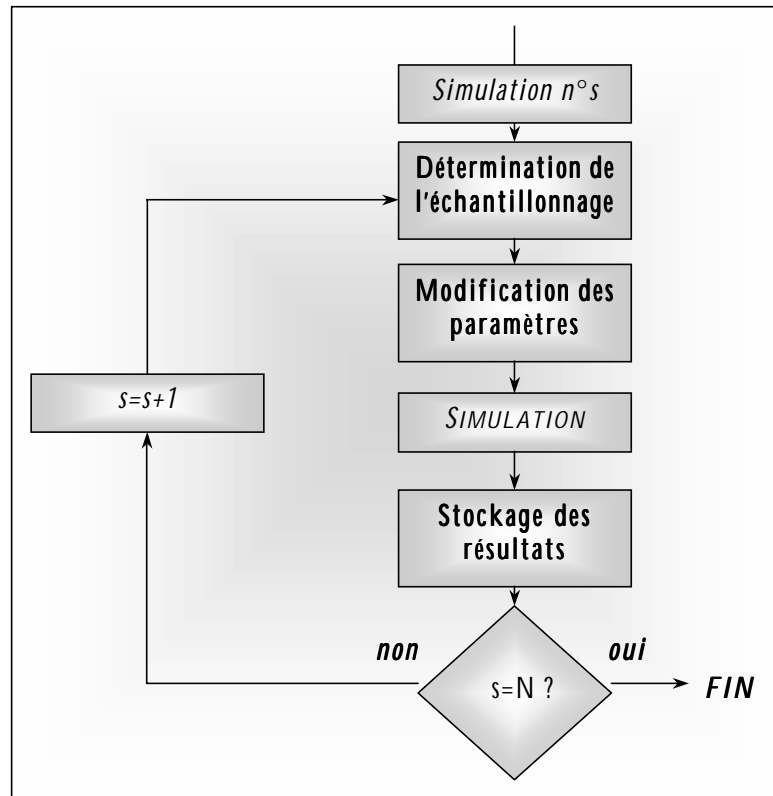 Simulation n°s
Détermination de
l'échantillonnage
Modification des
paramètres
s=s+1
SIMULATION
Stockage des
résultats
non
oui
s=N ?
FIN